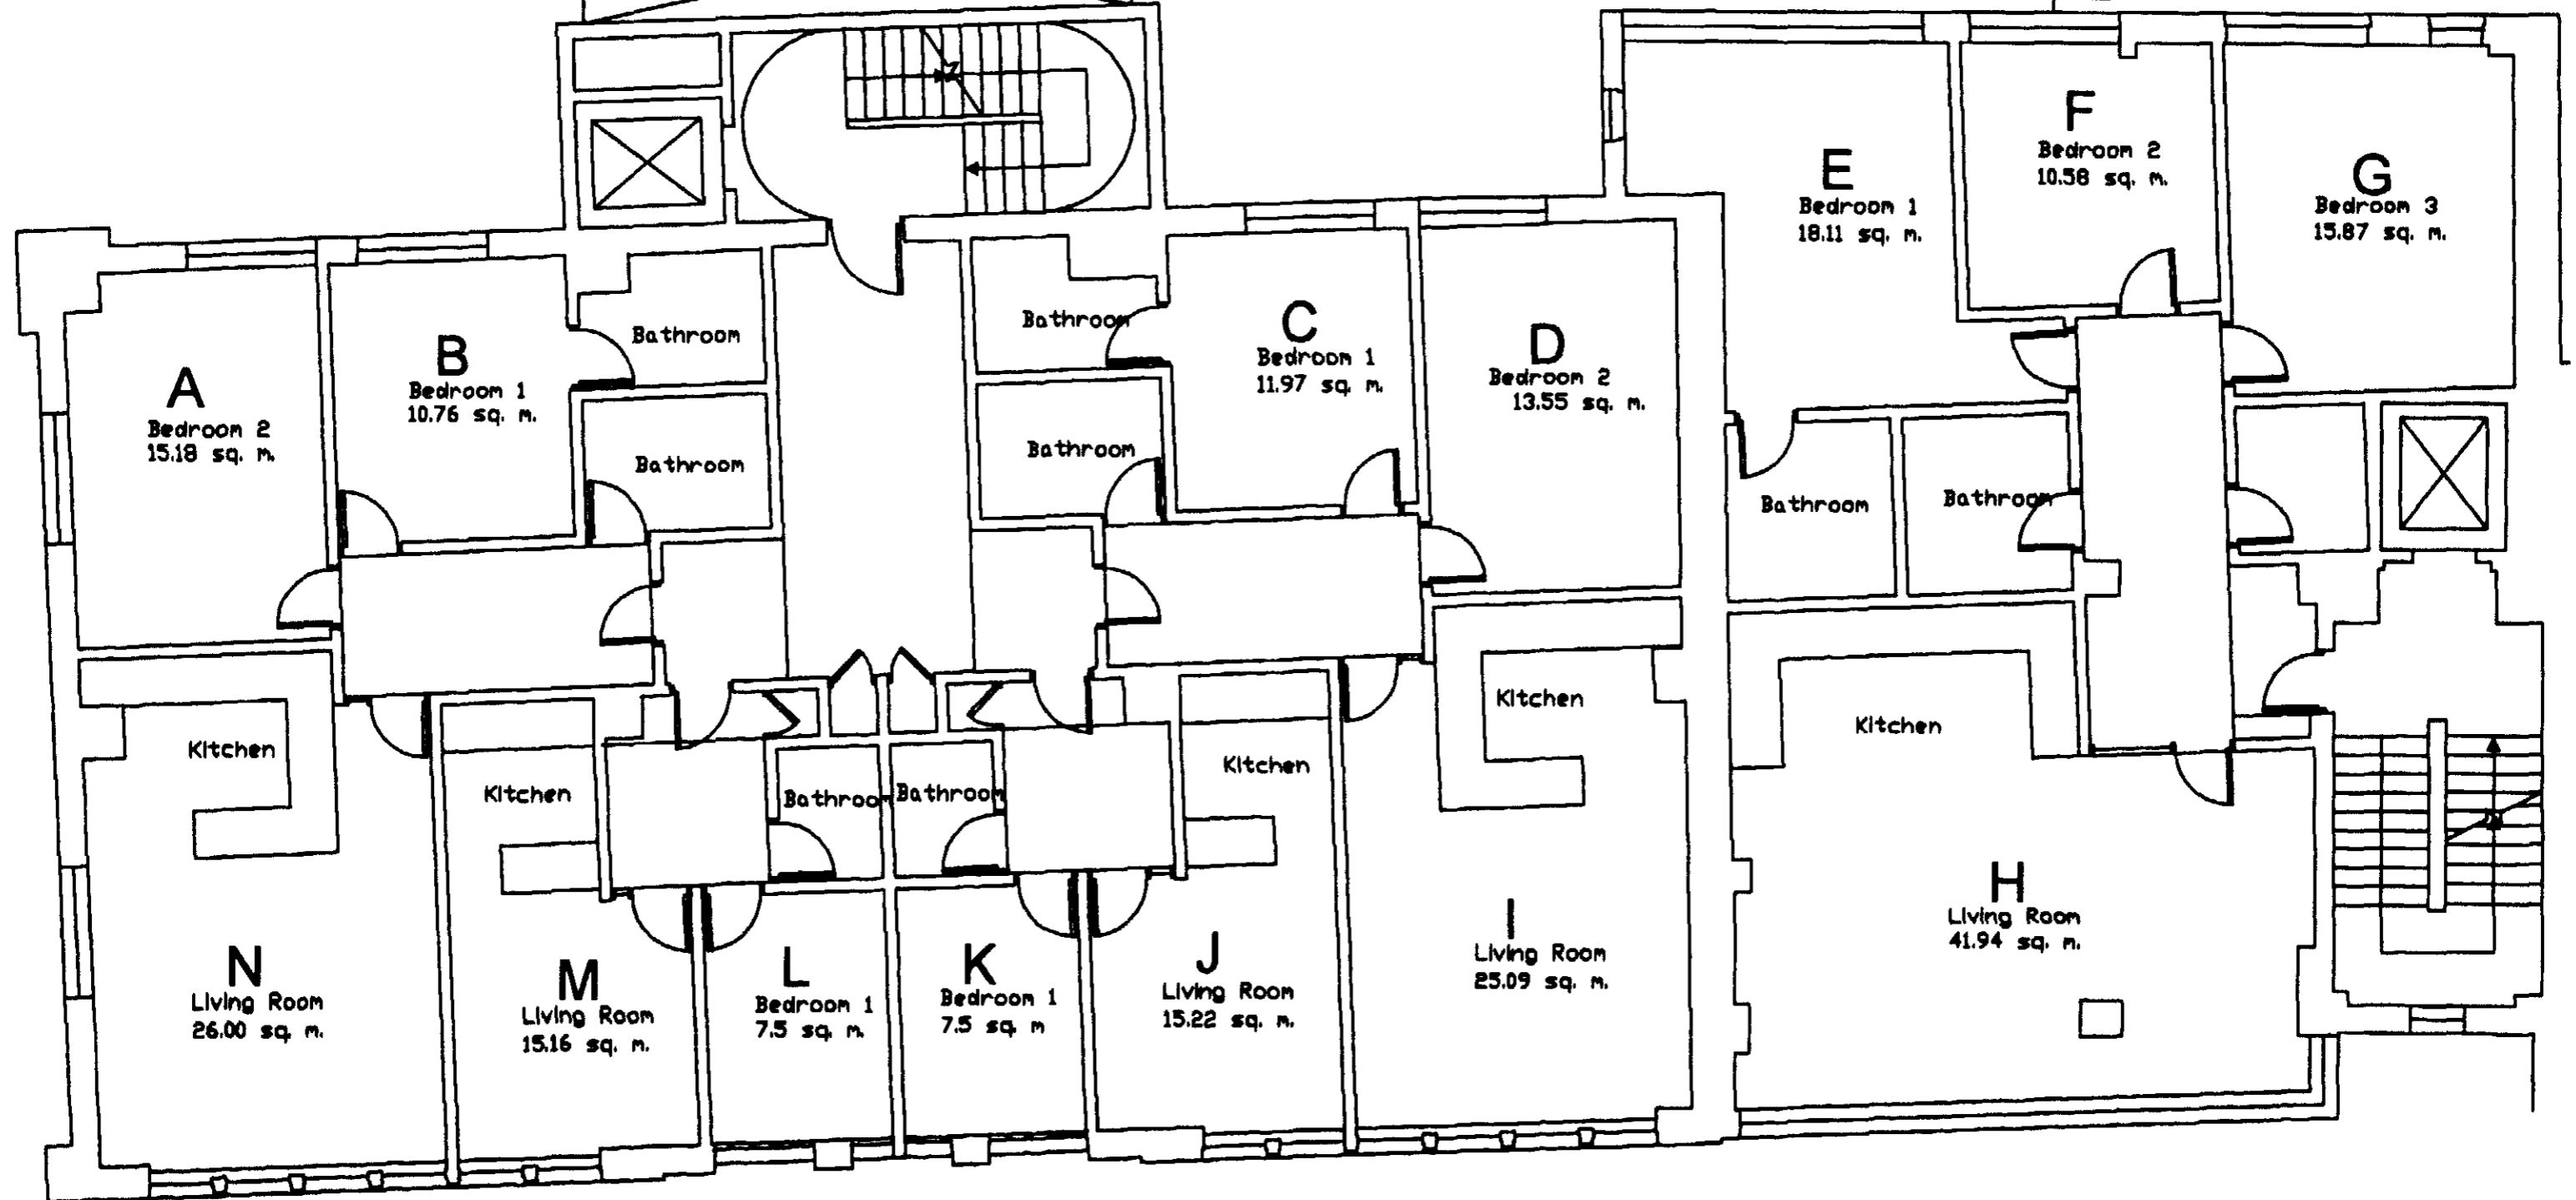 F
Bedroom 2
10.58 sq. m.
E
Bedroom 1
18.11 sq. m.
G
Bedroom 3
15.87 sq. m.
A
Bedroom 2
15.18 sq. m.
B
Bedroom 1
10.76 sq. m.
Bathroom
Bathroom
Bathroom
Bathroom
C
Bedroom 1
11.97 sq. m.
D
Bedroom 2
13.55 sq. m.
Bathroom
Bathroom
Kitchen
Kitchen
Bathroom
Bathroom
Kitchen
Kitchen
Kitchen
N
Living Room
26.00 sq. m.
M
Living Room
15.16 sq. m.
L
Bedroom 1
7.5 sq. m.
K
Bedroom 1
7.5 sq. m
J
Living Room
15.22 sq. m.
I
Living Room
25.09 sq. m.
H
Living Room
41.94 sq. m.